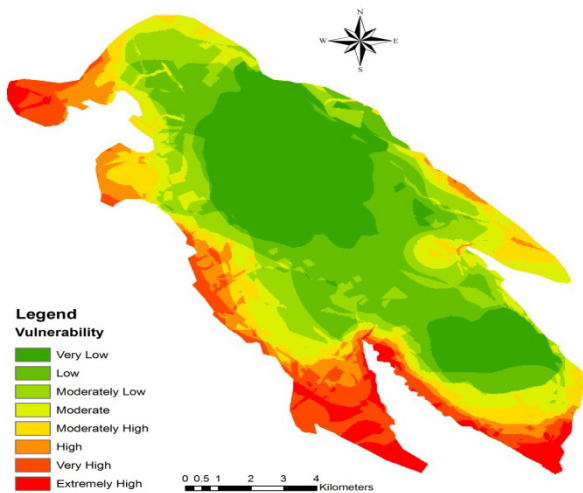 N
W E
S
Legend
Vulnerability
Very Low
Low
Moderately Low
Moderate
Moderately High
High
Very High
Extremely High
0 0.5 1 2 3 4
Kilometers